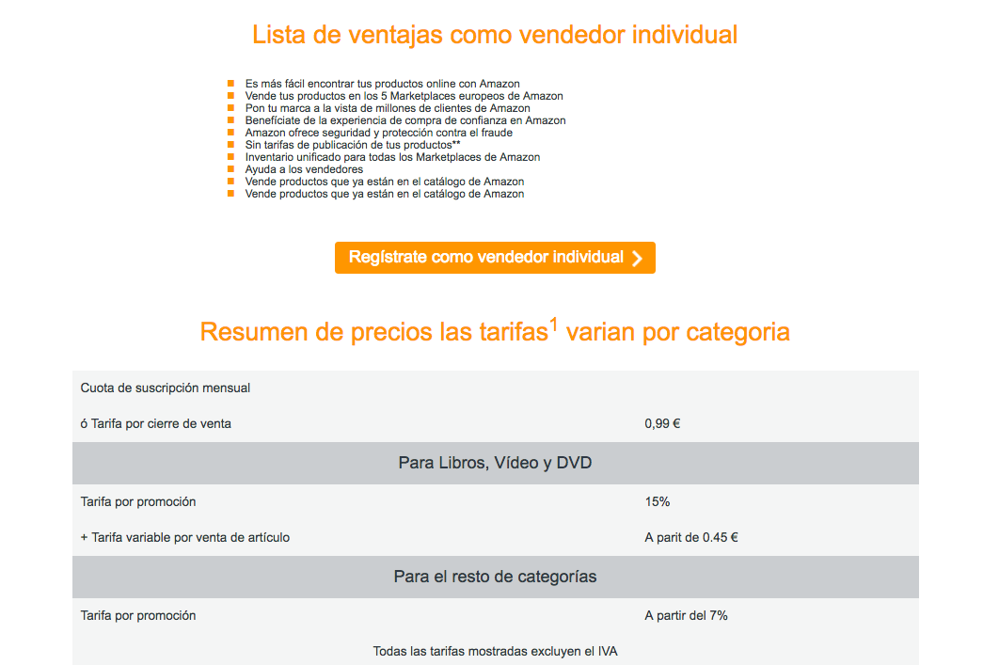 Lista de ventajas como vendedor individual
Es más fácil encontrar tus productos online con Amazon
Vende tus productos en los 5 Marketplaces europeos de Amazon
Pon tu marca a la vista de millones de clientes de Amazon
Benefíciate de la experiencia de compra de confianza en Amazon
Amazon ofrece seguridad y protección contra el fraude
Sin tarifas de publicación de tus productos**
Inventario unificado para todas los Marketplaces de Amazon
Ayuda a los vendedores
Vende productos que ya están en el catálogo de Amazon
Vende productos que ya están en el catálogo de Amazon
Regístrate como vendedor individual
Resumen de precios las tarifas¹ varian por categoria
Cuota de suscripción mensual
ó Tarifa por cierre de venta 0,99 €
Para Libros, Vídeo y DVD
Tarifa por promoción 15%
+ Tarifa variable por venta de artículo A parit de 0.45 €
Para el resto de categorías
Tarifa por promoción A partir del 7%
Todas las tarifas mostradas excluyen el IVA